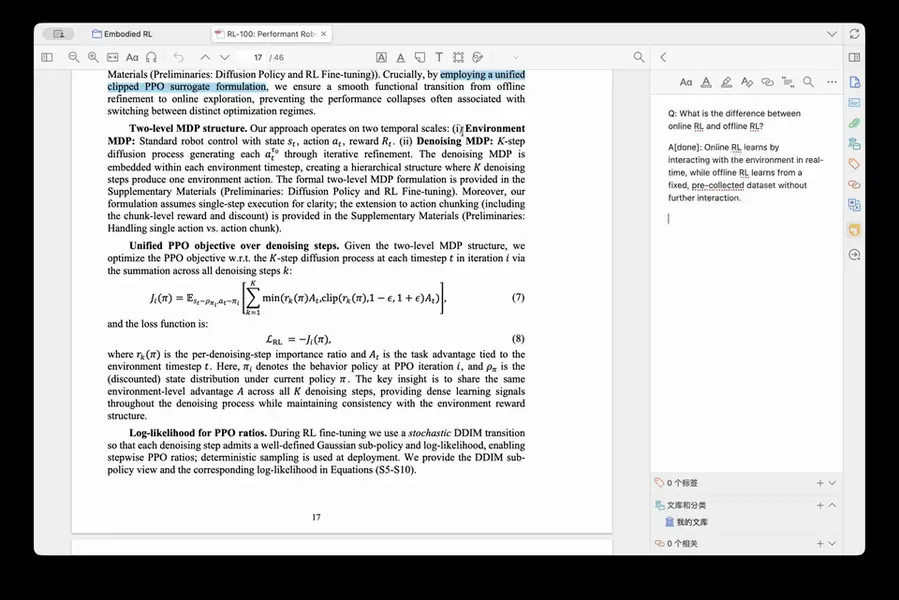 Embodied RL
RL-100: Performant Rob
17 / 46
Materials (Preliminaries: Diffusion Policy and RL Fine-tuning)). Crucially, by employing a unified
clipped PPO surrogate formulation, we ensure a smooth functional transition from offline
refinement to online exploration, preventing the performance collapses often associated with
switching between distinct optimization regimes.
Two-level MDP structure. Our approach operates on two temporal scales: (i) Environment
MDP: Standard robot control with state s_t, action a_t, reward R_t. (ii) Denoising MDP: K-step
diffusion process generating each a_t^{τ_0} through iterative refinement. The denoising MDP is
embedded within each environment timestep, creating a hierarchical structure where K denoising
steps produce one environment action. The formal two-level MDP formulation is provided in the
Supplementary Materials (Preliminaries: Diffusion Policy and RL Fine-tuning). Moreover, our
formulation assumes single-step execution for clarity; the extension to action chunking (including
the chunk-level reward and discount) is provided in the Supplementary Materials (Preliminaries:
Handling single action vs. action chunk).
Unified PPO objective over denoising steps. Given the two-level MDP structure, we
optimize the PPO objective w.r.t. the K-step diffusion process at each timestep t in iteration i via
the summation across all denoising steps k:
J_i(π) = 𝔼_{s_t∼ρ_{π_i},a_t∼π_i} [∑_{k=1}^{K} min(r_k(π)A_t,clip(r_k(π),1 − ϵ, 1 + ϵ)A_t)], (7)
and the loss function is:
ℒ_RL = −J_i(π), (8)
where r_k(π) is the per-denoising-step importance ratio and A_t is the task advantage tied to the
environment timestep t. Here, π_i denotes the behavior policy at PPO iteration i, and ρ_π is the
(discounted) state distribution under current policy π. The key insight is to share the same
environment-level advantage A across all K denoising steps, providing dense learning signals
throughout the denoising process while maintaining consistency with the environment reward
structure.
Log-likelihood for PPO ratios. During RL fine-tuning we use a stochastic DDIM transition
so that each denoising step admits a well-defined Gaussian sub-policy and log-likelihood, enabling
stepwise PPO ratios; deterministic sampling is used at deployment. We provide the DDIM sub-
policy view and the corresponding log-likelihood in Equations (S5-S10).
17
Q: What is the difference between
online RL and offline RL?
A[done]: Online RL learns by
interacting with the environment in real-
time, while offline RL learns from a
fixed, pre-collected dataset without
further interaction.
0 个标签
文库和分类
我的文库
0 个相关